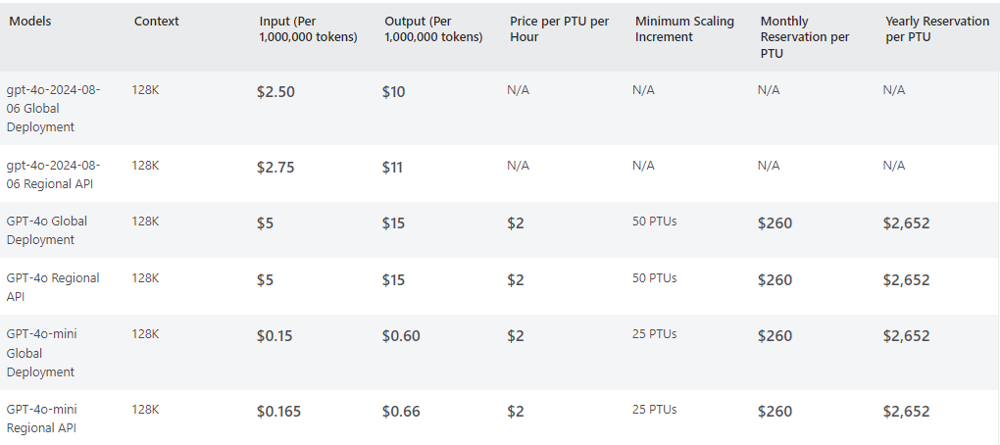 Models Context Input (Per 1,000,000 tokens) Output (Per 1,000,000 tokens) Price per PTU per Hour Minimum Scaling Increment Monthly Reservation per PTU Yearly Reservation per PTU
gpt-4o-2024-08-06 Global Deployment 128K $2.50 $10 N/A N/A N/A N/A
gpt-4o-2024-08-06 Regional API 128K $2.75 $11 N/A N/A N/A N/A
GPT-4o Global Deployment 128K $5 $15 $2 50 PTUs $260 $2,652
GPT-4o Regional API 128K $5 $15 $2 50 PTUs $260 $2,652
GPT-4o-mini Global Deployment 128K $0.15 $0.60 $2 25 PTUs $260 $2,652
GPT-4o-mini Regional API 128K $0.165 $0.66 $2 25 PTUs $260 $2,652